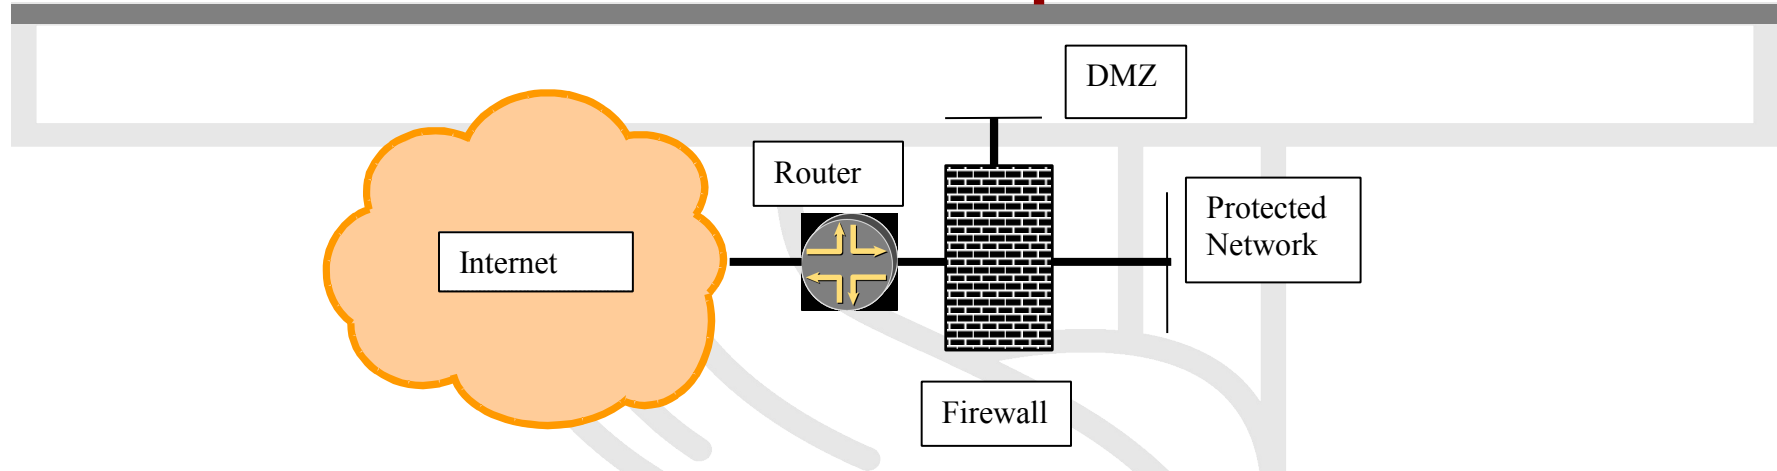 DMZ
Router
Protected
Network
Internet
Firewall